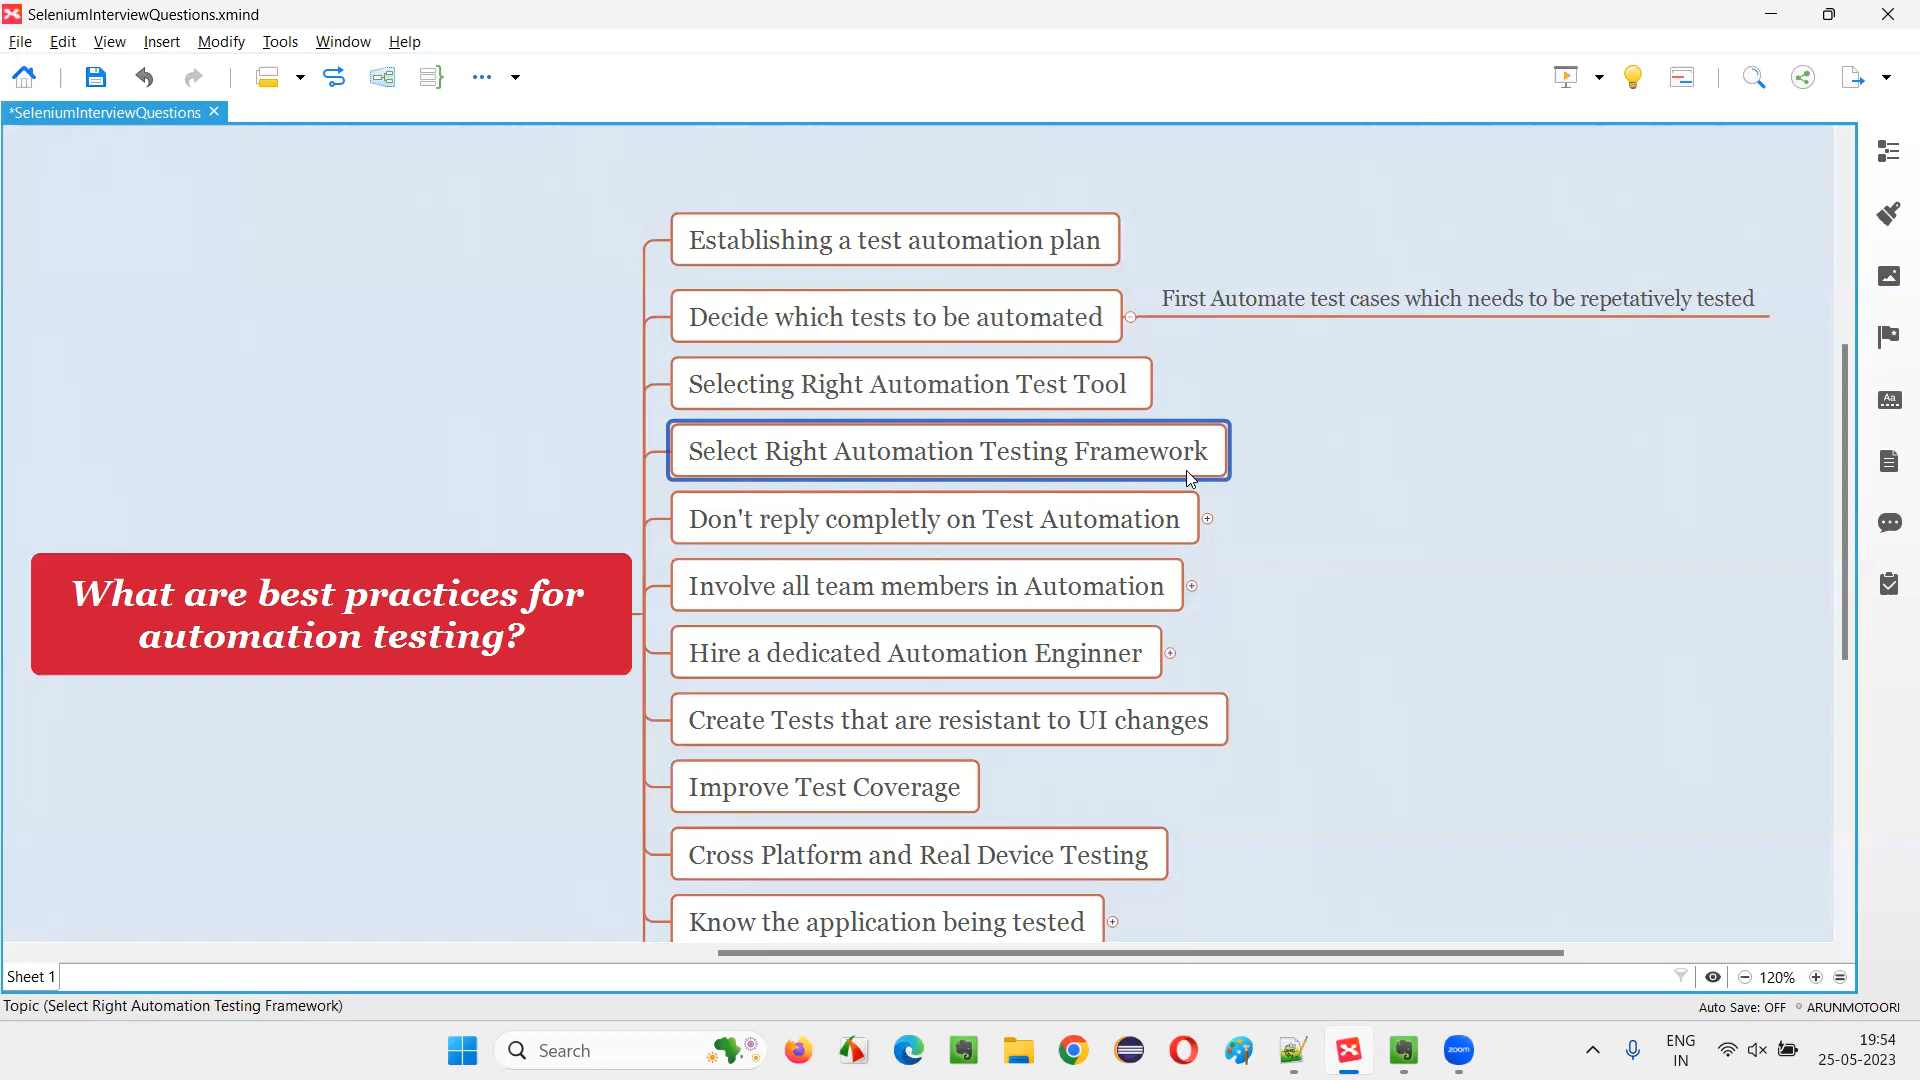 SeleniumInterviewQuestions.xmind
File Edit View Insert Modify Tools Window Help
*SeleniumInterviewQuestions
Establishing a test automation plan
Decide which tests to be automated
First Automate test cases which needs to be repetatively tested
Selecting Right Automation Test Tool
Select Right Automation Testing Framework
Don't reply completly on Test Automation
Involve all team members in Automation
What are best practices for
automation testing?
Hire a dedicated Automation Enginner
Create Tests that are resistant to UI changes
Improve Test Coverage
Cross Platform and Real Device Testing
Know the application being tested
Sheet 1
120%
Topic (Select Right Automation Testing Framework)
Auto Save: OFF
ARUNMOTOORI
Search
zoom
ENG
IN
19:54
25-05-2023